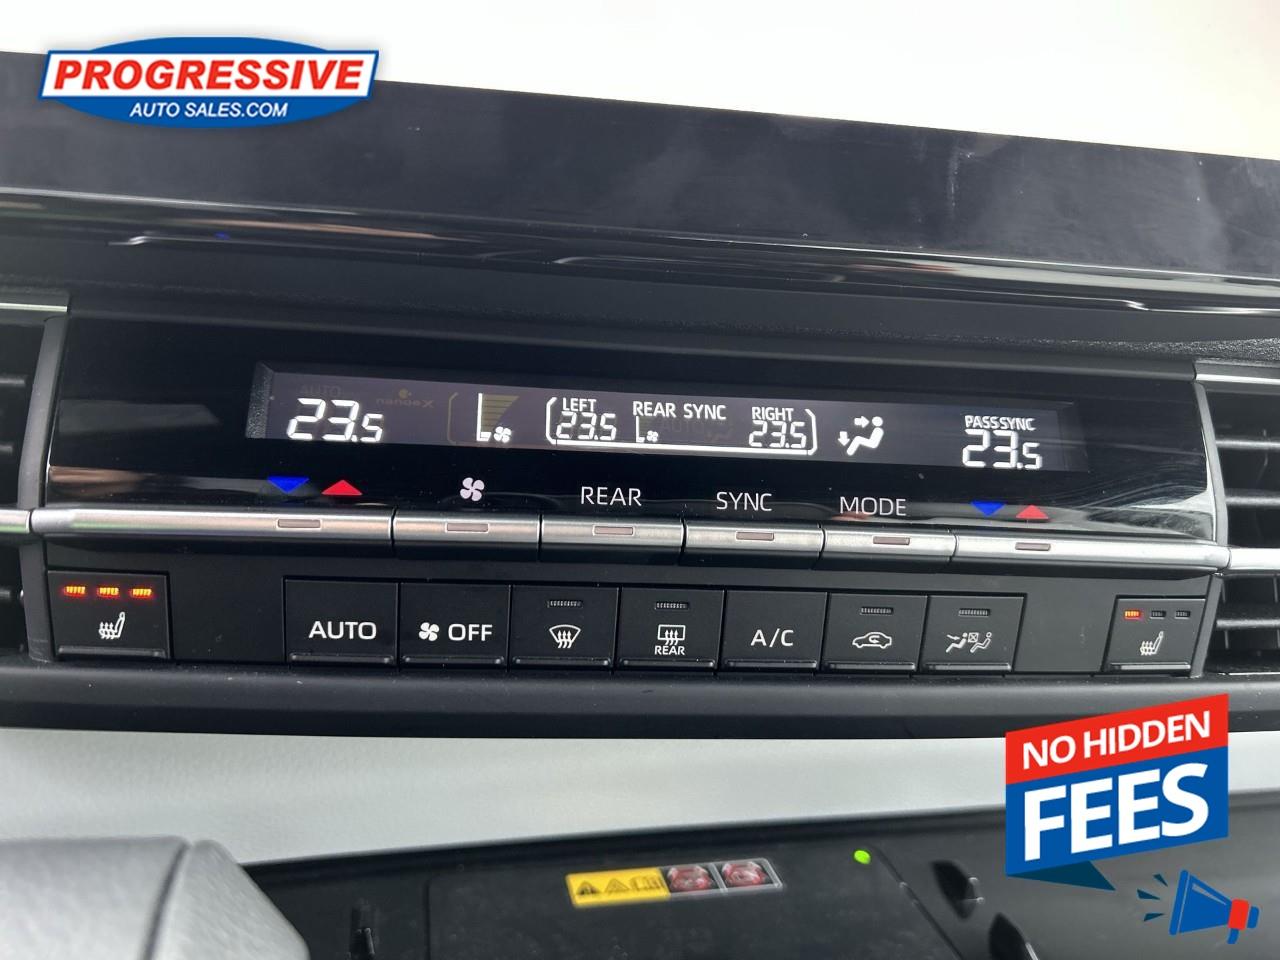 PROGRESSIVE
AUTO SALES.COM
AUTO
nanoeX
23.5
LEFT
23.5
REAR SYNC
RIGHT
23.5
PASS SYNC
23.5
REAR
SYNC
MODE
AUTO
OFF
REAR
A/C
NO HIDDEN
FEES